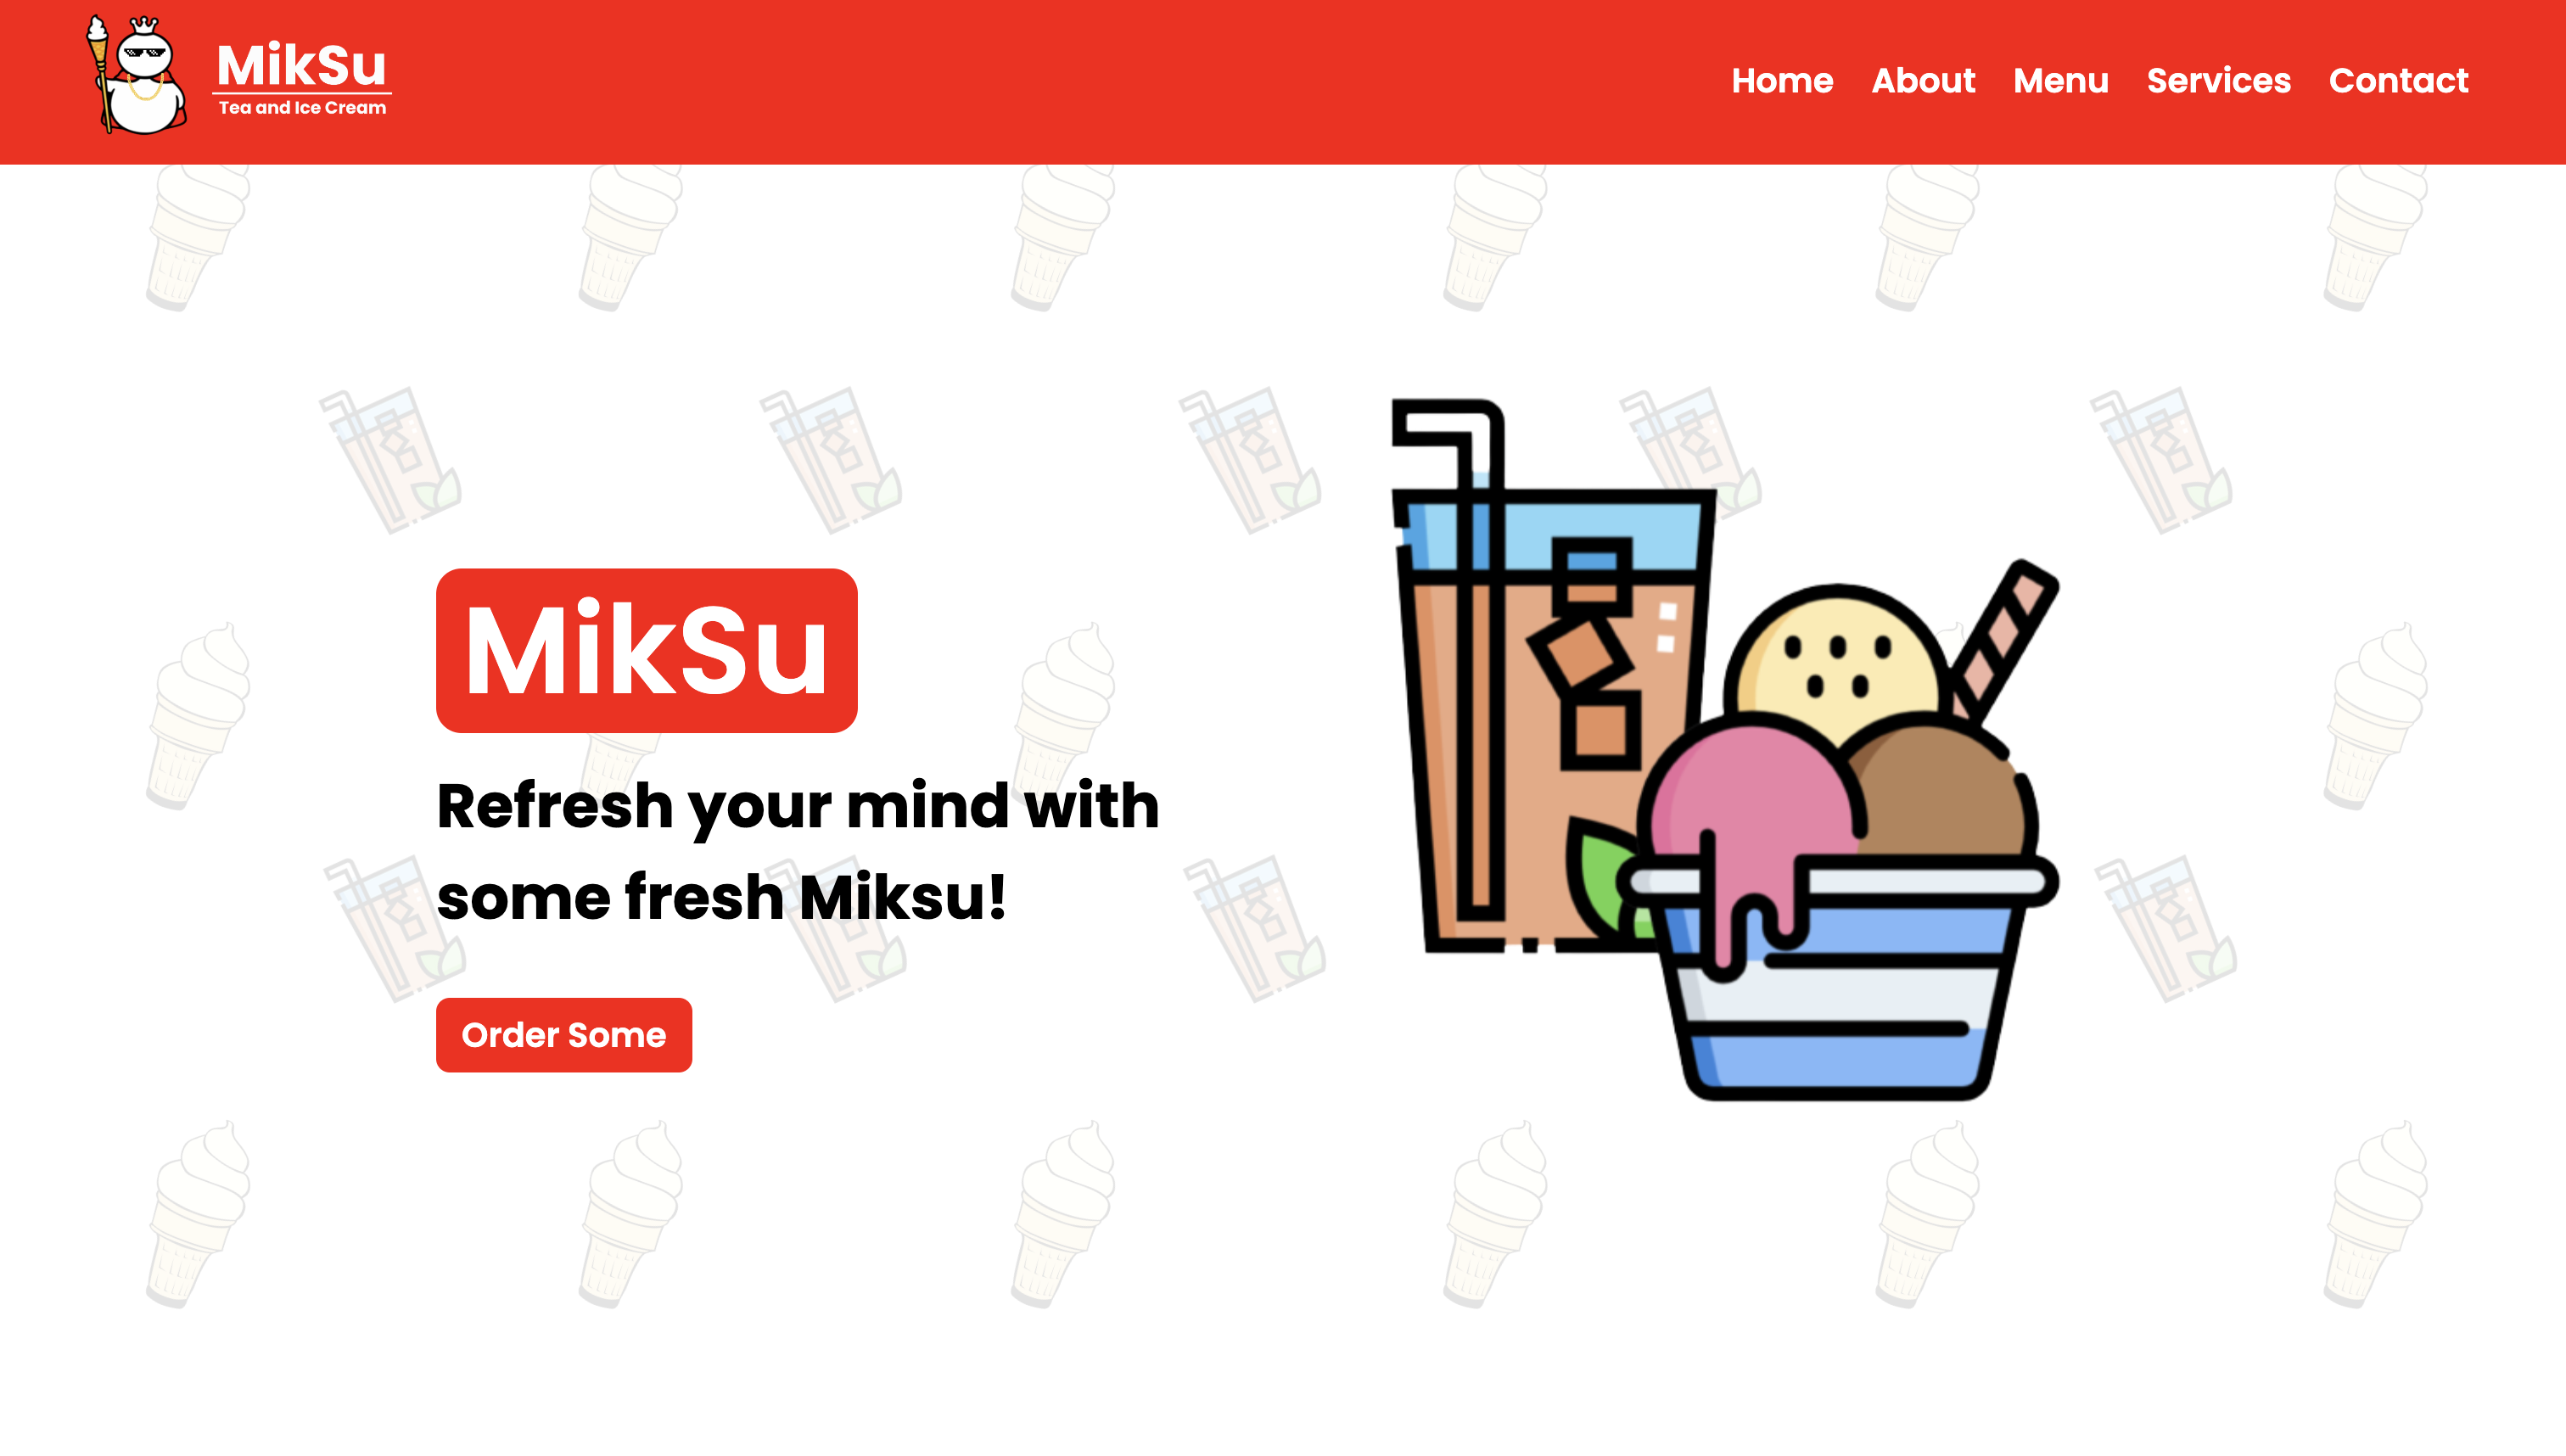 MikSu
Tea and Ice Cream
Home About Menu Services Contact
MikSu
Refresh your mind with
some fresh Miksu!
Order Some